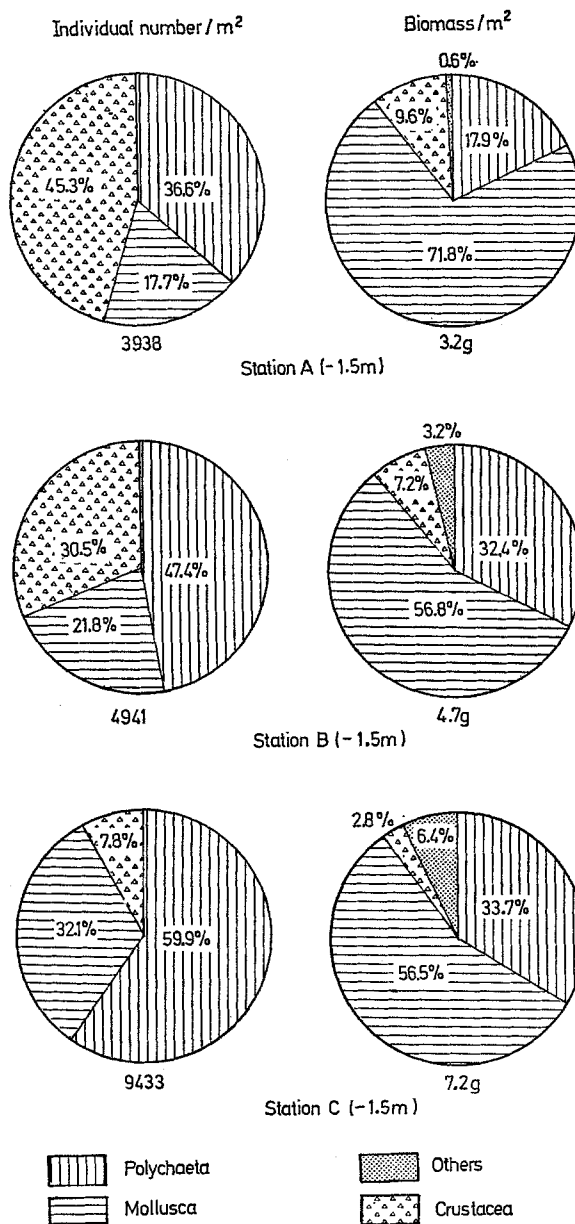 Individual number/m²
Biomass/m²
0.6%
9.6%
17.9%
45.3%
36.6%
71.8%
17.7%
3938
3.2g
Station A (-1.5m)
3.2%
7.2%
30.5%
47.4%
32.4%
21.8%
56.8%
4941
4.7g
Station B (-1.5m)
2.8%
7.8%
6.4%
32.1%
59.9%
33.7%
56.5%
9433
7.2g
Station C (-1.5m)
Polychaeta
Others
Mollusca
Crustacea